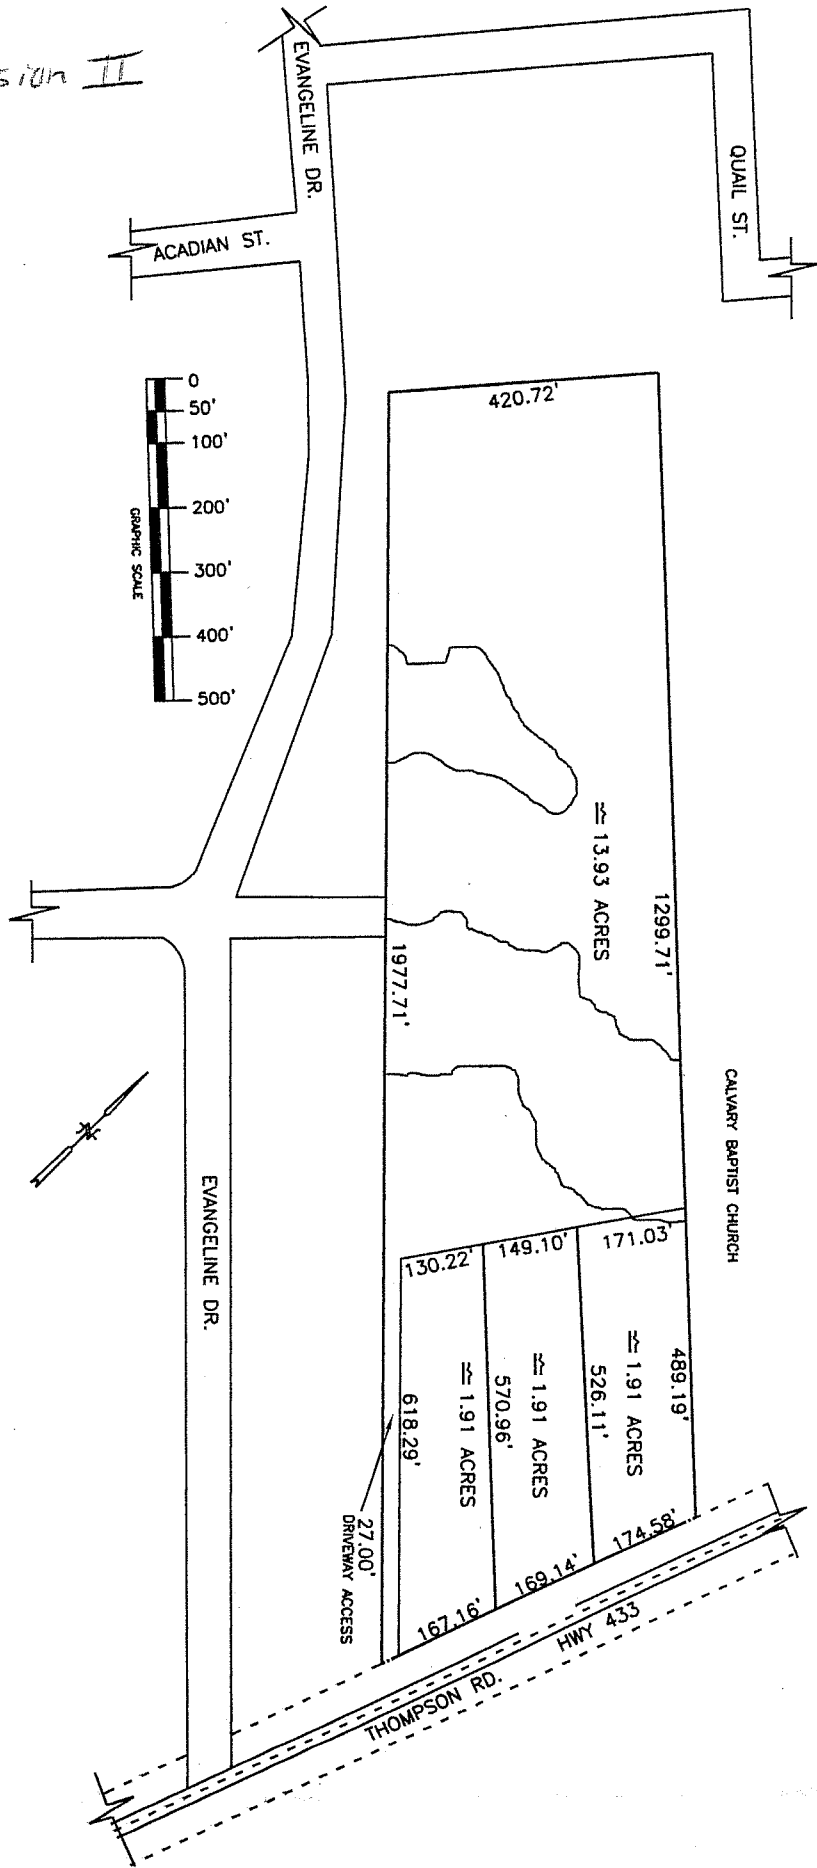 II
EVANGELINE DR.
QUAIL ST.
ACADIAN ST.
0
50'
100'
200'
300'
400'
500'
GRAPHIC SCALE
420.72'
≈ 13.93 ACRES
1299.71'
1977.71'
CALVARY BAPTIST CHURCH
N
EVANGELINE DR.
130.22'
149.10'
171.03'
489.19'
≈ 1.91 ACRES
526.11'
≈ 1.91 ACRES
570.96'
≈ 1.91 ACRES
618.29'
27.00'
DRIVEWAY ACCESS
174.58'
169.14'
167.16'
HWY 433
THOMPSON RD.